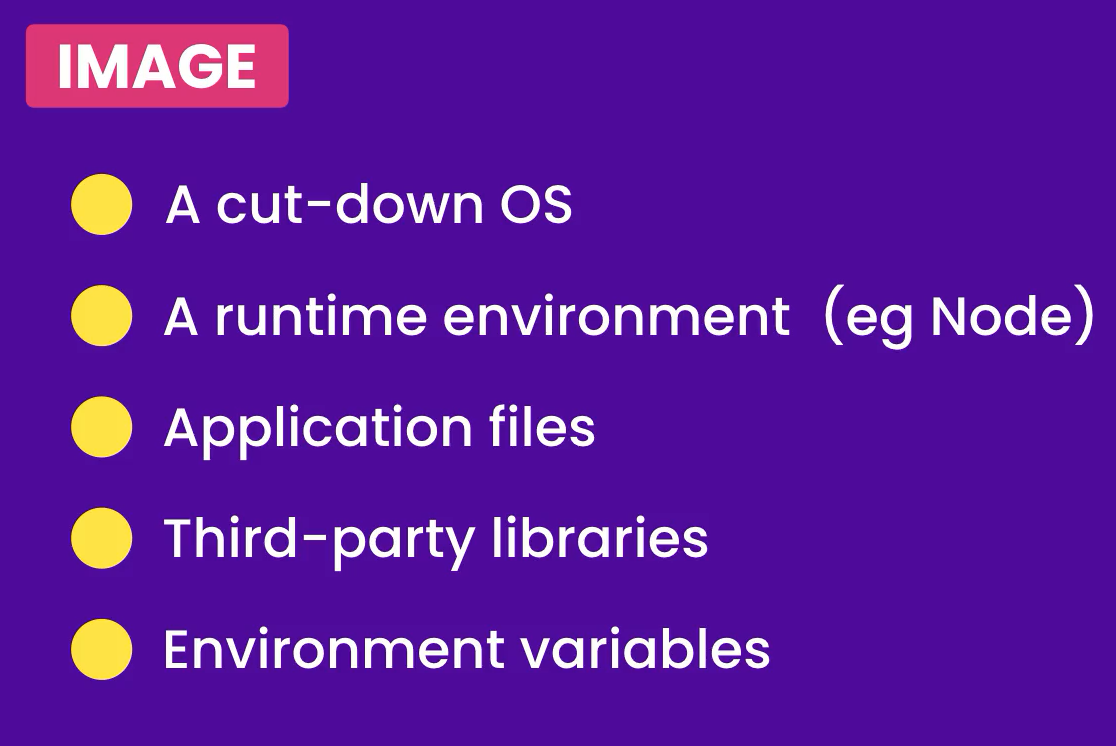 IMAGE
A cut-down OS
A runtime environment (eg Node)
Application files
Third-party libraries
Environment variables